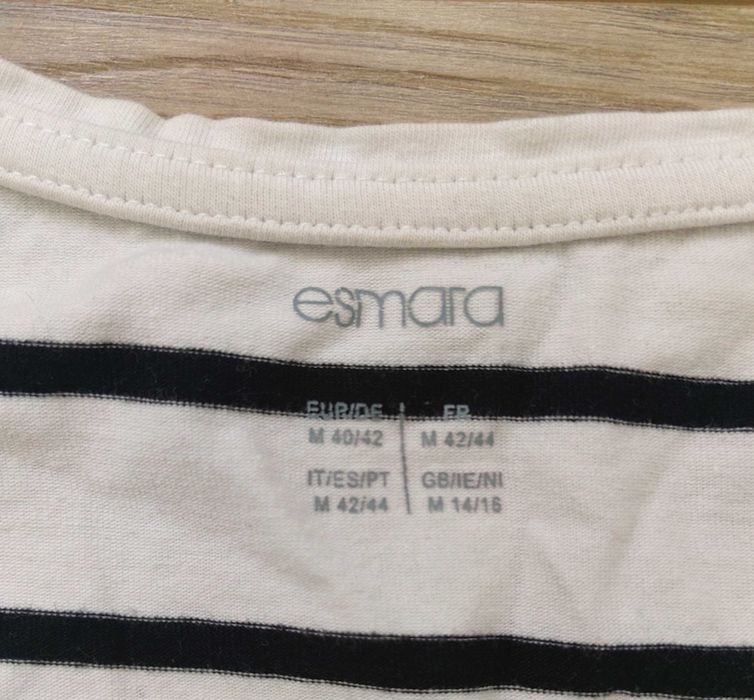 esmara
EUR/DE | FR
M 40/42 | M 42/44
IT/ES/PT | GB/IE/NI
M 42/44 | M 14/16